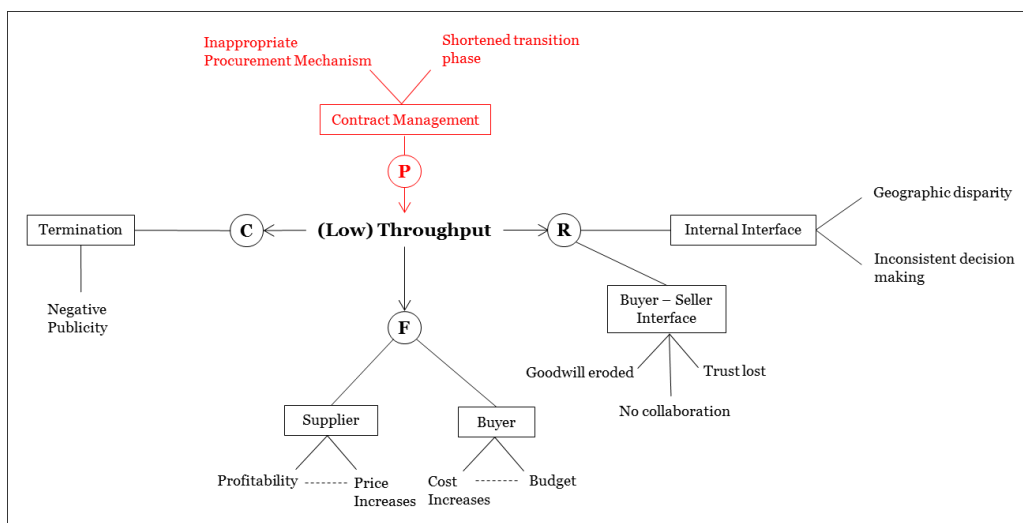 Inappropriate
Procurement Mechanism
Shortened transition
phase
Contract Management
P
Geographic disparity
Termination
C
(Low) Throughput
R
Internal Interface
Inconsistent decision
making
Negative
Publicity
Buyer – Seller
Interface
F
Goodwill eroded
Trust lost
No collaboration
Supplier
Buyer
Profitability
Price
Increases
Cost
Increases
Budget